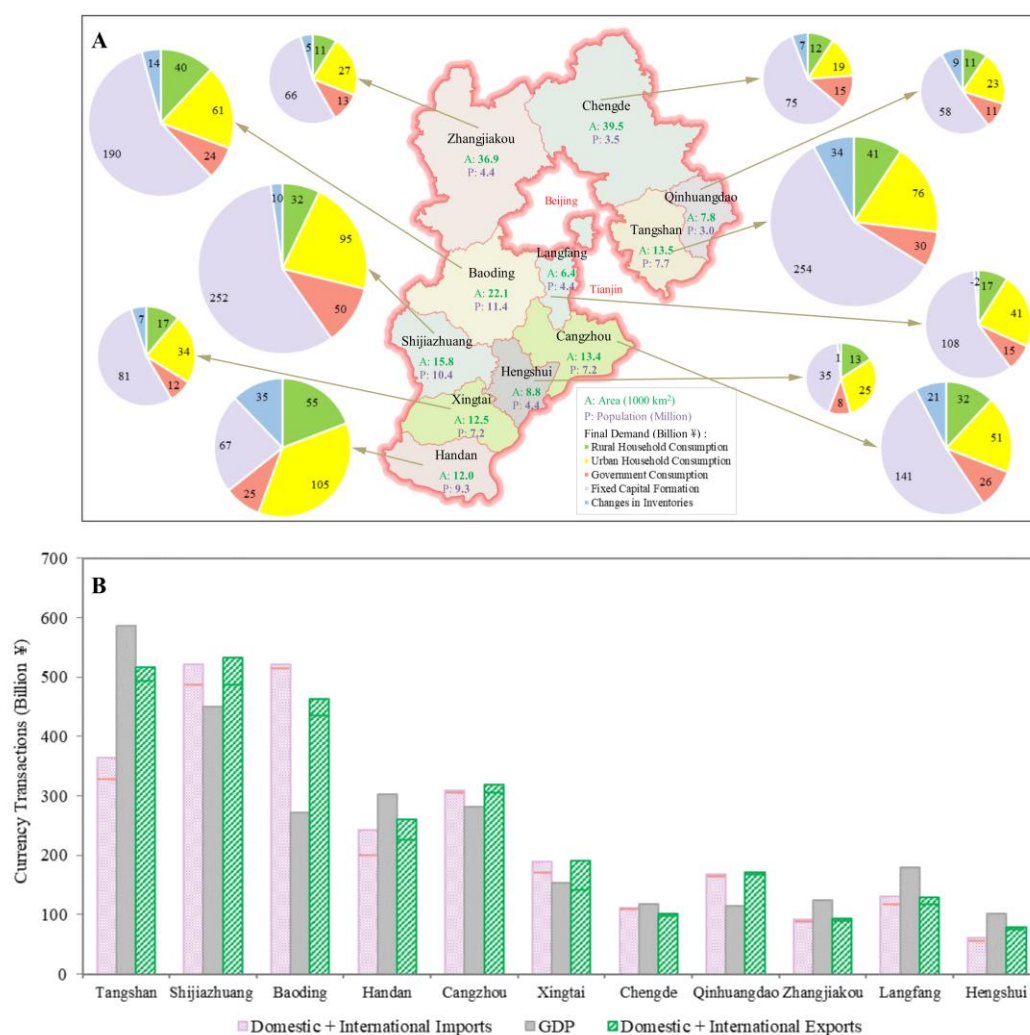 A
14
40
61
24
190
5
11
27
13
66
7
12
19
15
75
9
11
23
11
58
Chengde
A: 39.5
P: 3.5
Zhangjiakou
A: 36.9
P: 4.4
34
41
76
30
254
Qinhuangdao
A: 7.8
P: 3.0
Beijing
Tangshan
A: 13.5
P: 7.7
10
32
95
50
252
Langfang
A: 6.4
P: 4.4
Baoding
A: 22.1
P: 11.4
Tianjin
-2
17
41
15
108
7
17
34
12
81
Shijiazhuang
A: 15.8
P: 10.4
Cangzhou
A: 13.4
P: 7.2
Hengshui
A: 8.8
P: 4.4
1
13
25
8
35
Xingtai
A: 12.5
P: 7.2
35
55
105
25
67
Handan
A: 12.0
P: 9.3
21
32
51
26
141
A: Area (1000 km²)
P: Population (Million)
Final Demand (Billion ¥) :
Rural Household Consumption
Urban Household Consumption
Government Consumption
Fixed Capital Formation
Changes in Inventories
B
Currency Transactions (Billion ¥)
700
600
500
400
300
200
100
0
Tangshan Shijiazhuang Baoding Handan Cangzhou Xingtai Chengde Qinhuangdao Zhangjiakou Langfang Hengshui
Domestic + International Imports GDP Domestic + International Exports